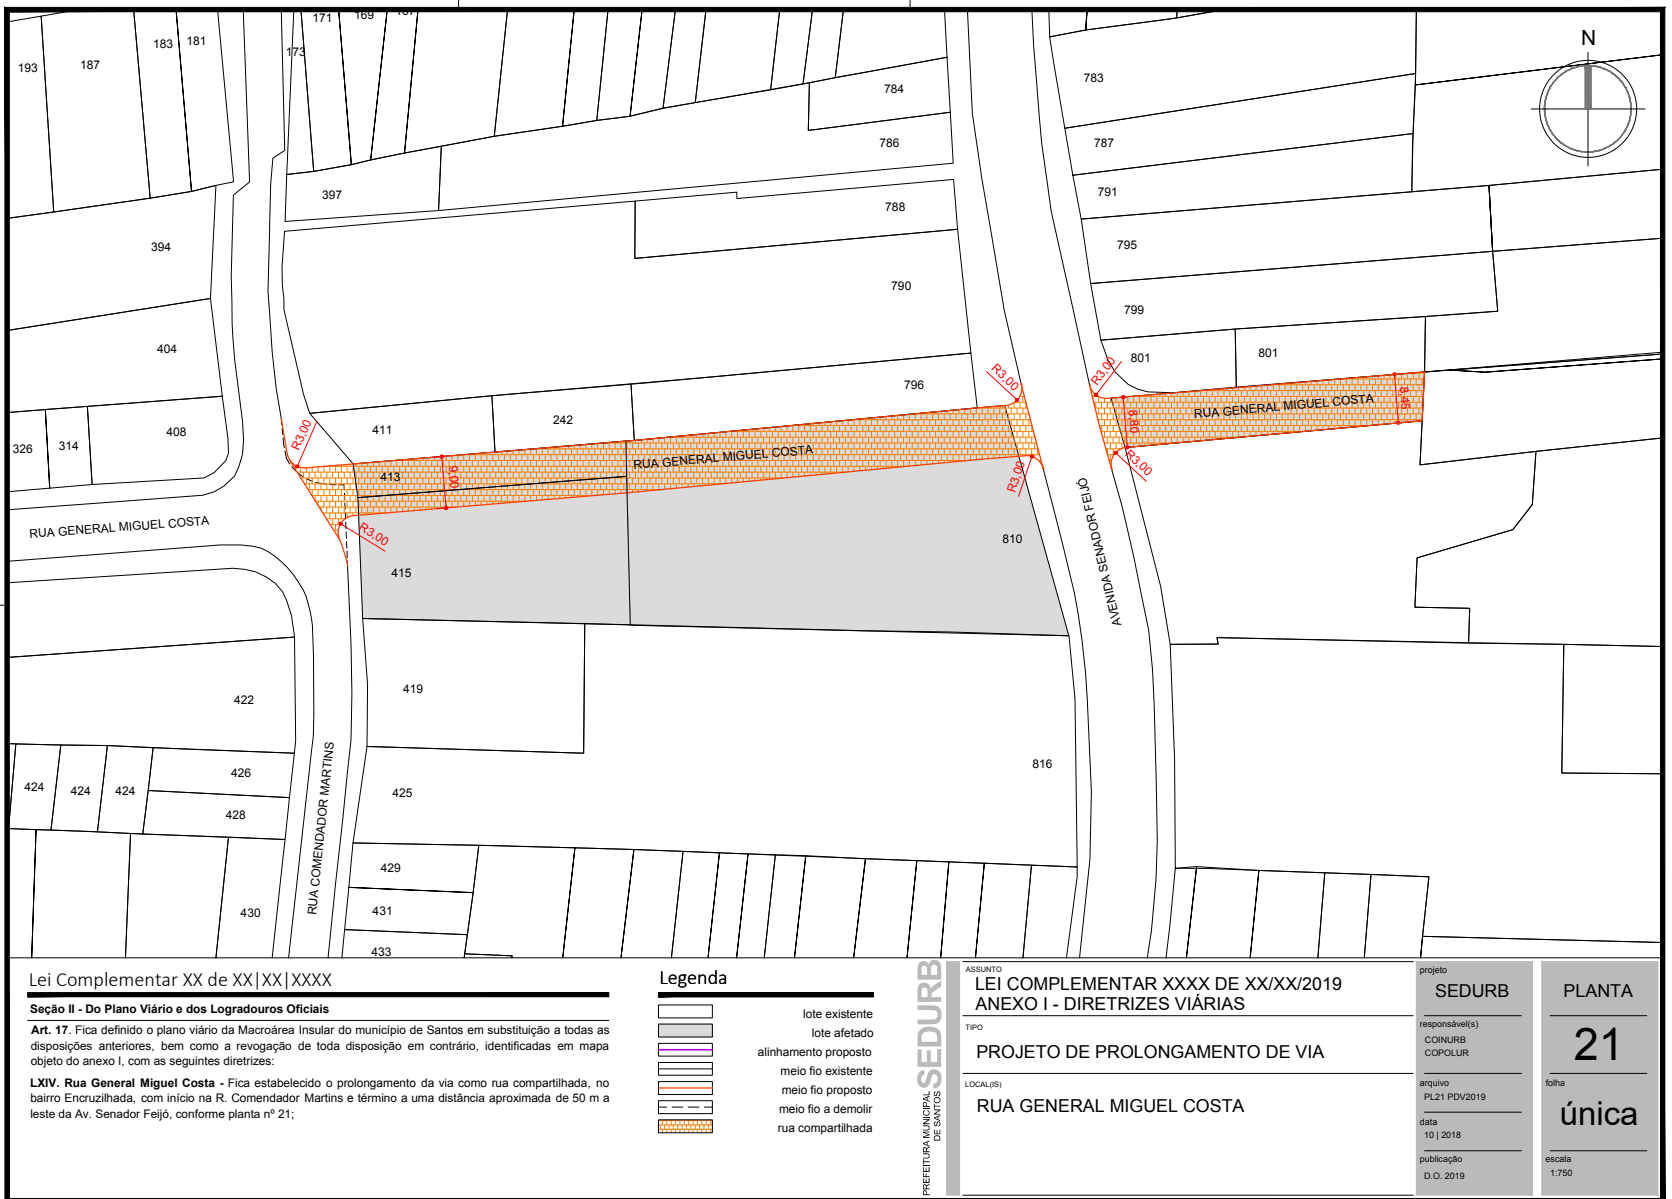 171
169
183
181
173
193
187
N
784
783
786
787
397
791
788
394
795
790
799
404
801
801
R3,00
R3,00
796
8,46
RUA GENERAL MIGUEL COSTA
8,80
242
411
408
326
314
R3,00
RUA GENERAL MIGUEL COSTA
413
9,00
R3,00
R3,00
RUA GENERAL MIGUEL COSTA
R3,00
810
AVENIDA SENADOR FEIJÓ
415
419
422
816
426
424
424
424
425
428
RUA COMENDADOR MARTINS
429
430
431
433
Lei Complementar XX de XX|XX|XXXX
Seção II - Do Plano Viário e dos Logradouros Oficiais
Art. 17. Fica definido o plano viário da Macroárea Insular do município de Santos em substituição a todas as
disposições anteriores, bem como a revogação de toda disposição em contrário, identificadas em mapa
objeto do anexo I, com as seguintes diretrizes:
LXIV. Rua General Miguel Costa - Fica estabelecido o prolongamento da via como rua compartilhada, no
bairro Encruzilhada, com início na R. Comendador Martins e término a uma distância aproximada de 50 m a
leste da Av. Senador Feijó, conforme planta nº 21;
Legenda
lote existente
lote afetado
alinhamento proposto
meio fio existente
meio fio proposto
meio fio a demolir
rua compartilhada
PREFEITURA MUNICIPAL
DE SANTOS
SEDURB
ASSUNTO
LEI COMPLEMENTAR XXXX DE XX/XX/2019
ANEXO I - DIRETRIZES VIÁRIAS
TIPO
PROJETO DE PROLONGAMENTO DE VIA
LOCAL(IS)
RUA GENERAL MIGUEL COSTA
projeto
SEDURB
responsável(s)
COINURB
COPOLUR
arquivo
PL21 PDV2019
data
10 | 2018
publicação
D.O. 2019
PLANTA
21
folha
única
escala
1:750